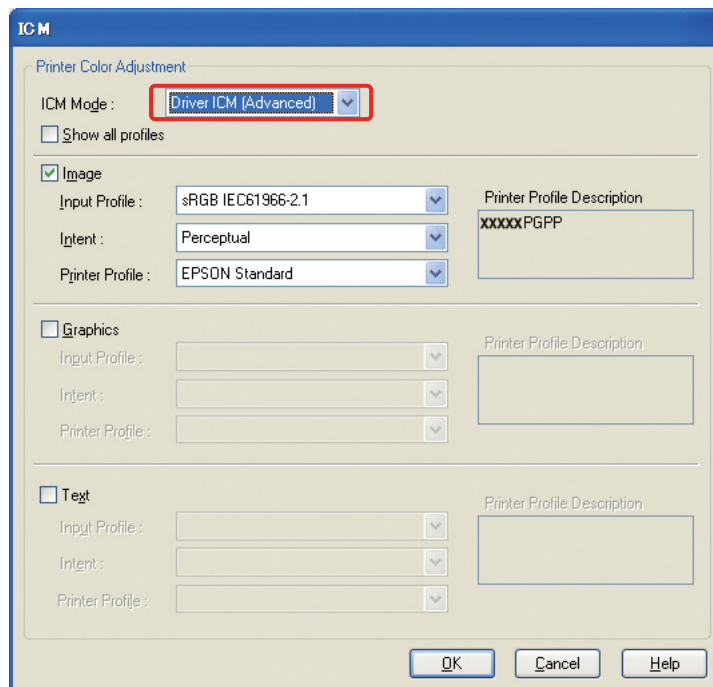 ICM
Printer Color Adjustment
ICM Mode :
Driver ICM (Advanced)
Show all profiles
Image
Input Profile :
sRGB IEC61966-2.1
Printer Profile Description
xxxxxPGPP
Intent :
Perceptual
Printer Profile :
EPSON Standard
Graphics
Input Profile :
Printer Profile Description
Intent :
Printer Profile :
Text
Input Profile :
Printer Profile Description
Intent :
Printer Profile :
OK
Cancel
Help